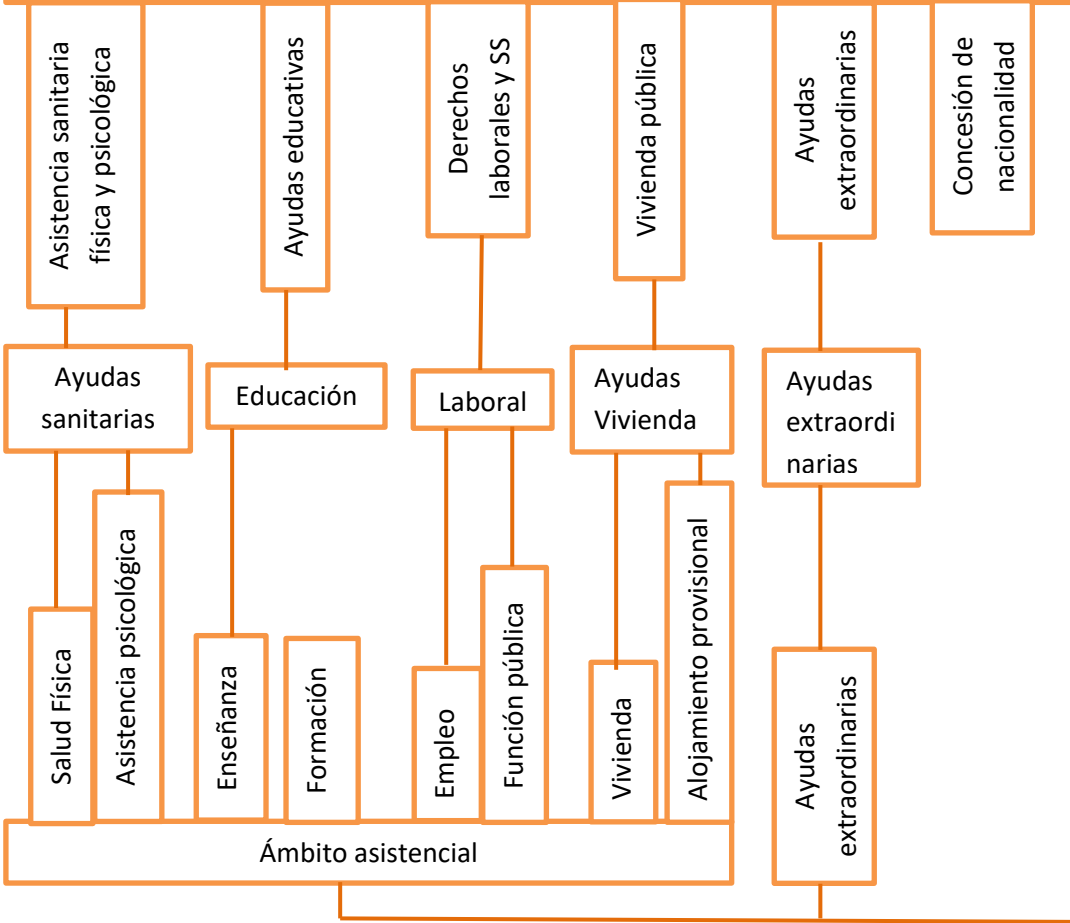 Asistencia sanitaria
física y psicológica
Ayudas educativas
Derechos
laborales y SS
Vivienda pública
Ayudas
extraordinarias
Concesión de
nacionalidad
Ayudas
sanitarias
Educación
Laboral
Ayudas
Vivienda
Ayudas
extraordi
narias
Salud Física
Asistencia psicológica
Enseñanza
Formación
Empleo
Función pública
Vivienda
Alojamiento provisional
Ayudas
extraordinarias
Ámbito asistencial